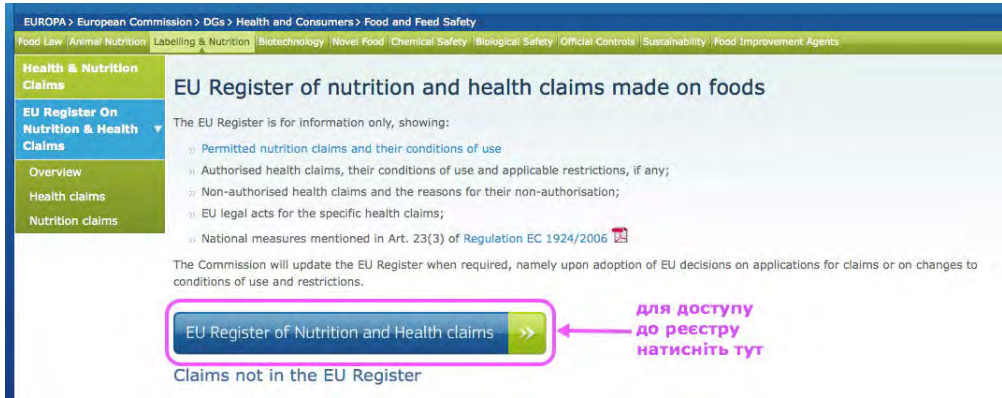 EUROPA > European Commission > DGs > Health and Consumers > Food and Feed Safety
Food Law Animal Nutrition Labelling & Nutrition Biotechnology Novel Food Chemical Safety Biological Safety Official Controls Sustainability Food Improvement Agents
Health & Nutrition
Claims
EU Register On
Nutrition & Health
Claims
Overview
Health claims
Nutrition claims
EU Register of nutrition and health claims made on foods
The EU Register is for information only, showing:
Permitted nutrition claims and their conditions of use
Authorised health claims, their conditions of use and applicable restrictions, if any;
Non-authorised health claims and the reasons for their non-authorisation;
EU legal acts for the specific health claims;
National measures mentioned in Art. 23(3) of Regulation EC 1924/2006
The Commission will update the EU Register when required, namely upon adoption of EU decisions on applications for claims or on changes to
conditions of use and restrictions.
EU Register of Nutrition and Health claims
для доступу
до реєстру
натисніть тут
Claims not in the EU Register